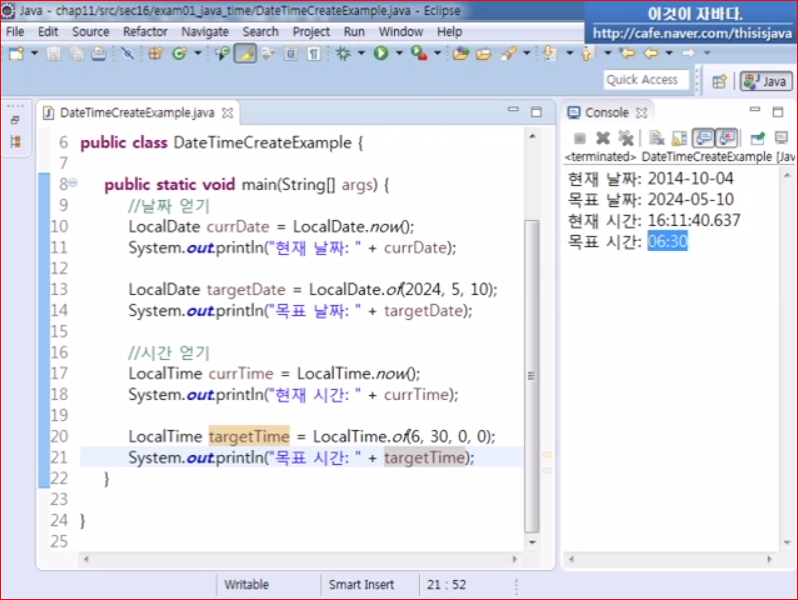 Java - chap11/src/sec16/exam01_java_time/DateTimeCreateExample.java - Eclipse
이것이 자바다.
http://cafe.naver.com/thisisjava
File Edit Source Refactor Navigate Search Project Run Window Help
Quick Access
Java
DateTimeCreateExample.java
6 public class DateTimeCreateExample {
7
8 public static void main(String[] args) {
9 //날짜 얻기
10 LocalDate currDate = LocalDate.now();
11 System.out.println("현재 날짜: " + currDate);
12
13 LocalDate targetDate = LocalDate.of(2024, 5, 10);
14 System.out.println("목표 날짜: " + targetDate);
15
16 //시간 얻기
17 LocalTime currTime = LocalTime.now();
18 System.out.println("현재 시간: " + currTime);
19
20 LocalTime targetTime = LocalTime.of(6, 30, 0, 0);
21 System.out.println("목표 시간: " + targetTime);
22 }
23
24 }
25
Console
<terminated> DateTimeCreateExample [Jav
현재 날짜: 2014-10-04
목표 날짜: 2024-05-10
현재 시간: 16:11:40.637
목표 시간: 06:30
Writable Smart Insert 21 : 52